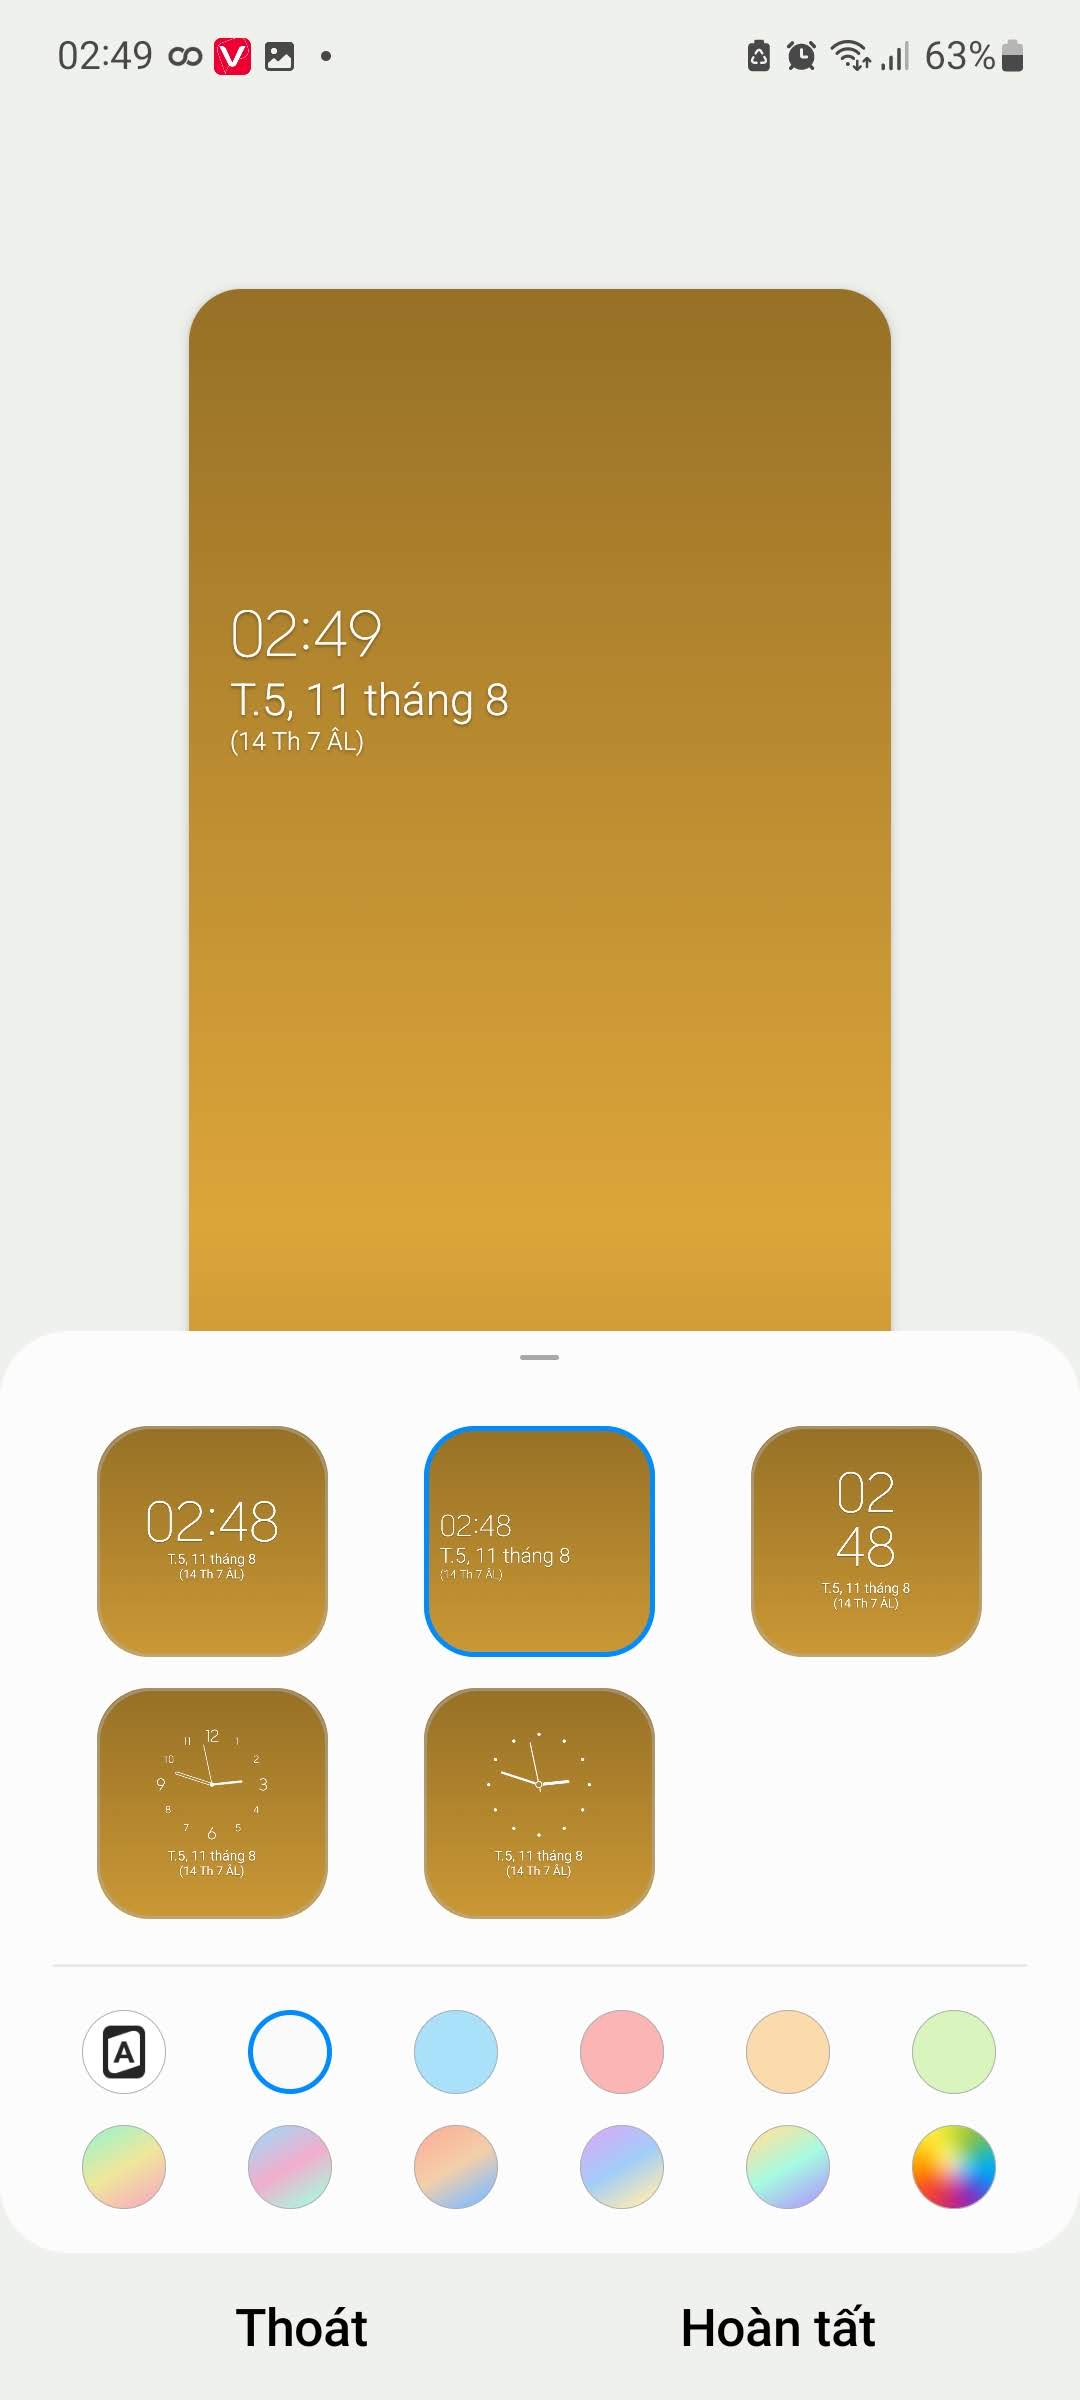 02:49
63%
02:49
T.5, 11 tháng 8
(14 Th 7 ÂL)
02:48
T.5, 11 tháng 8
(14 Th 7 ÂL)
02:48
T.5, 11 tháng 8
(14 Th 7 ÂL)
02
48
T.5, 11 tháng 8
(14 Th 7 ÂL)
12
11 1
10 2
9 3
8 4
7 5
6
T.5, 11 tháng 8
(14 Th 7 ÂL)
T.5, 11 tháng 8
(14 Th 7 ÂL)
A
Thoát
Hoàn tất